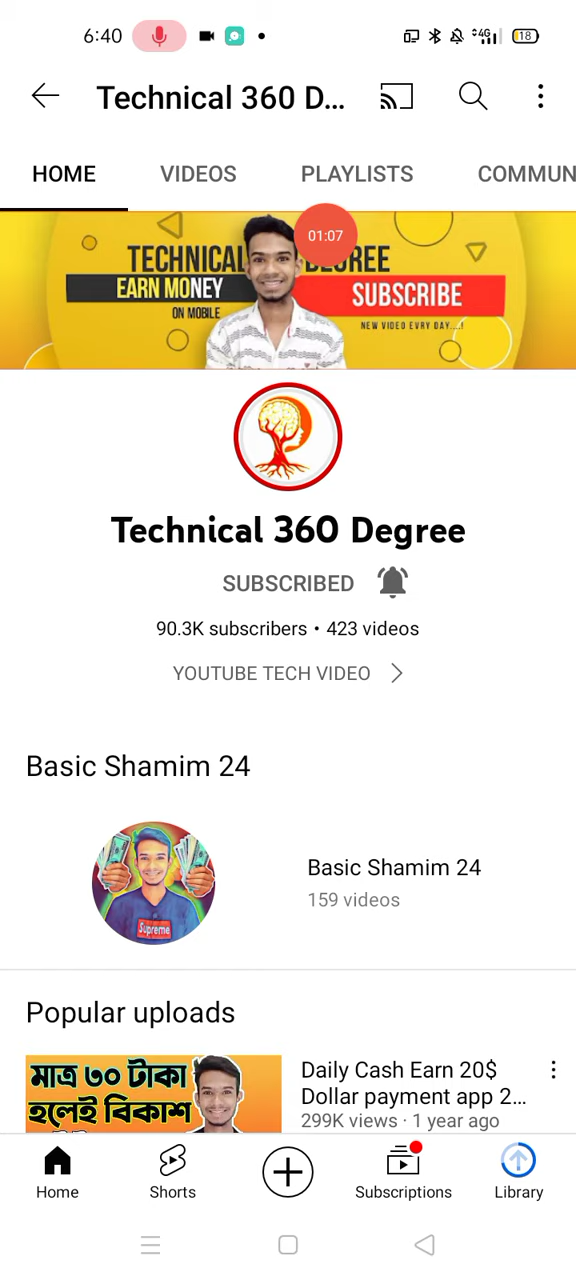 6:40
4G
18
Technical 360 D...
HOME
VIDEOS
PLAYLISTS
COMMUN
01:07
TECHNICAL
EARN MONEY
ON MOBILE
SUBSCRIBE
NEW VIDEO EVRY DAY....!
Technical 360 Degree
SUBSCRIBED
90.3K subscribers • 423 videos
YOUTUBE TECH VIDEO
Basic Shamim 24
Basic Shamim 24
159 videos
Supreme
Popular uploads
মাত্র ৩০ টাকা
হলেই বিকাশ
Daily Cash Earn 20$
Dollar payment app 2...
299K views · 1 year ago
Home
Shorts
Subscriptions
Library